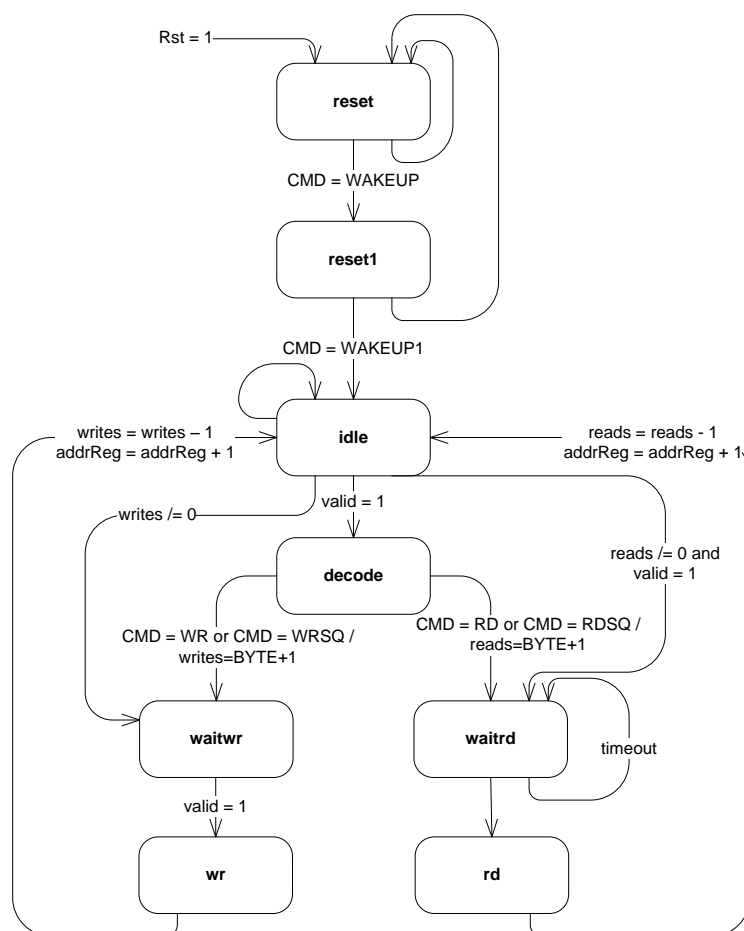 Rst = 1
reset
CMD = WAKEUP
reset1
CMD = WAKEUP1
writes = writes – 1
addrReg = addrReg + 1
idle
reads = reads - 1
addrReg = addrReg + 1
writes /= 0
valid = 1
reads /= 0 and
valid = 1
decode
CMD = WR or CMD = WRSQ /
writes=BYTE+1
CMD = RD or CMD = RDSQ /
reads=BYTE+1
waitwr
waitrd
timeout
valid = 1
wr
rd